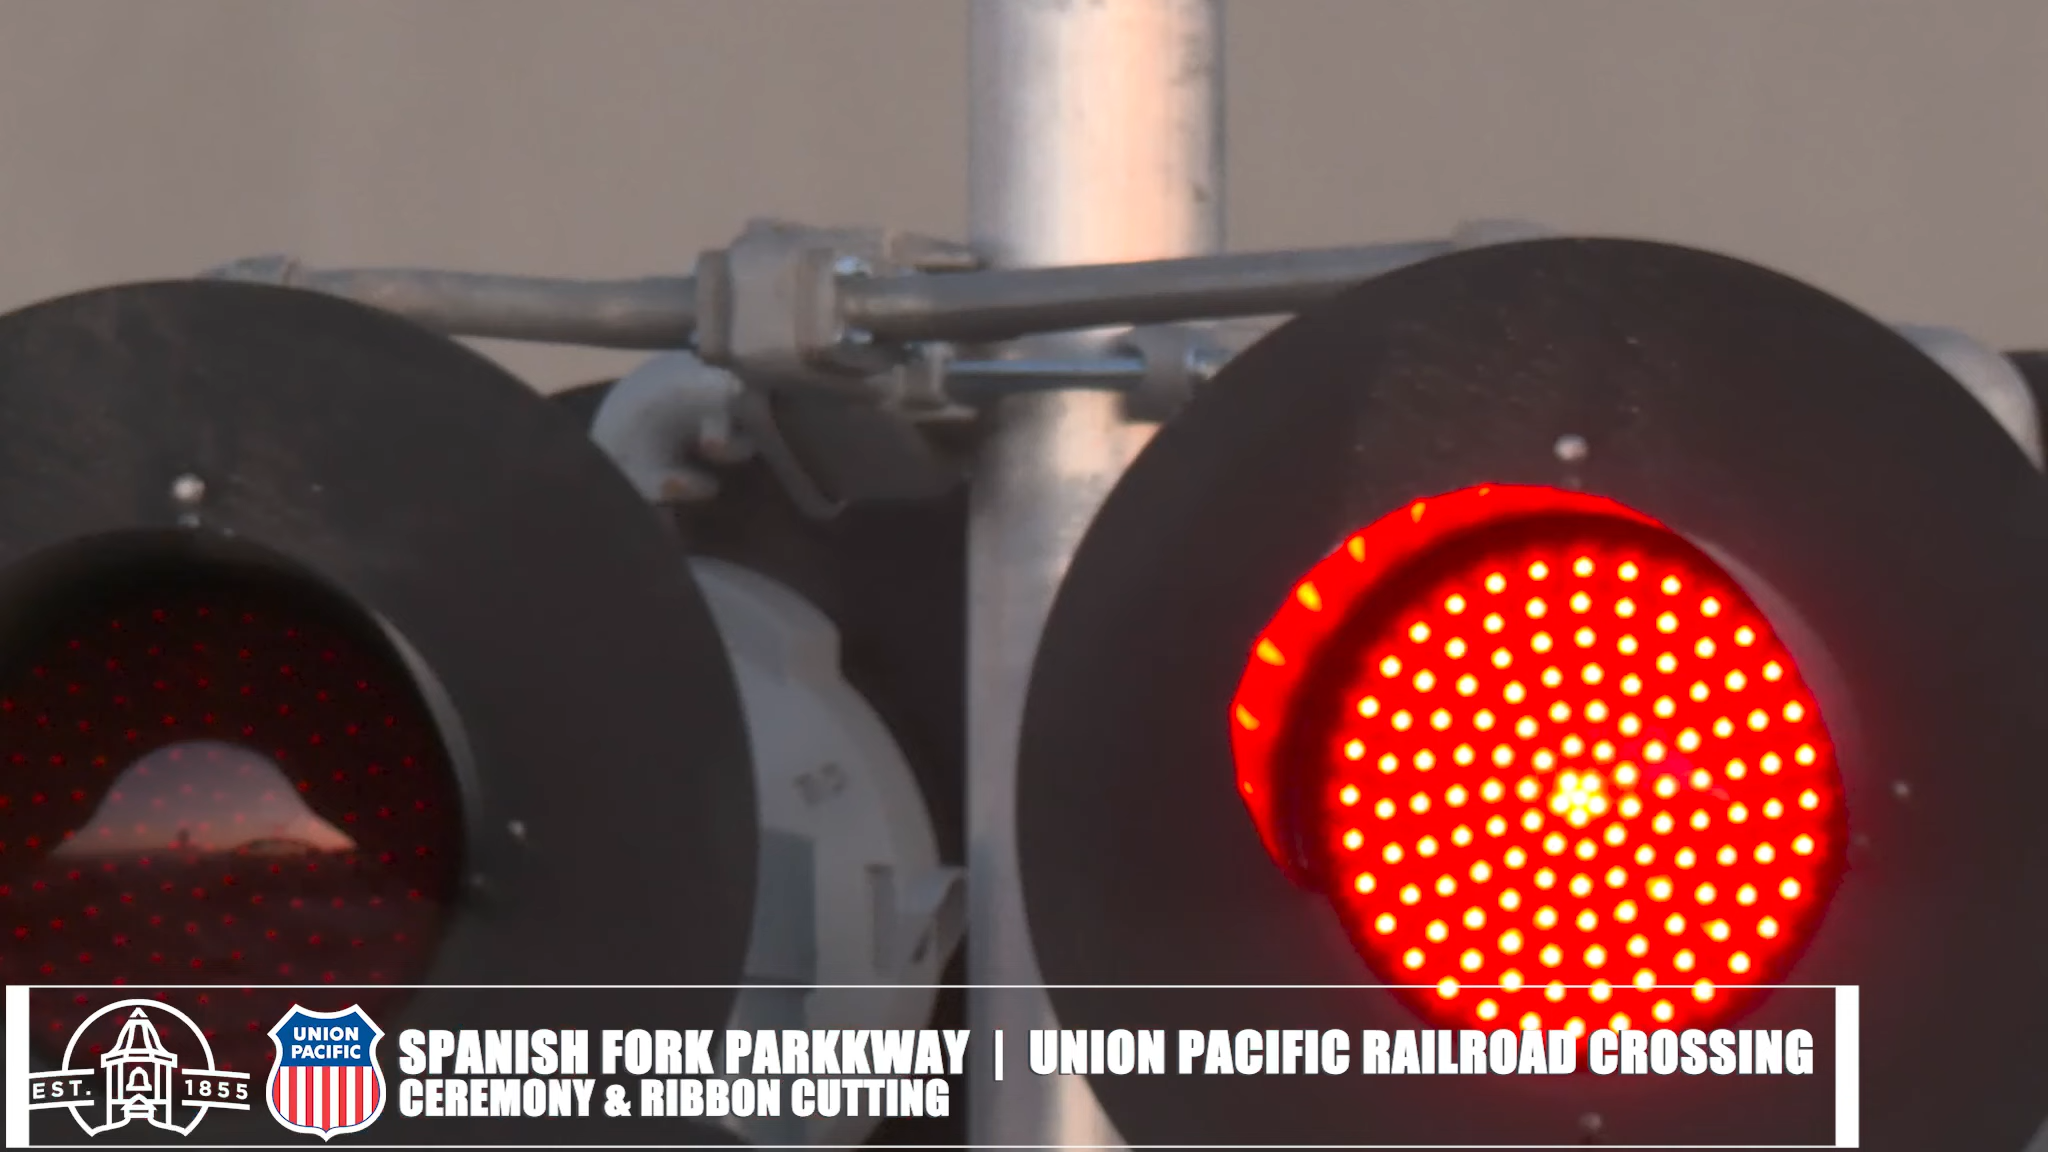 EST. 1855
UNION
PACIFIC
SPANISH FORK PARKKWAY | UNION PACIFIC RAILROAD CROSSING
CEREMONY & RIBBON CUTTING